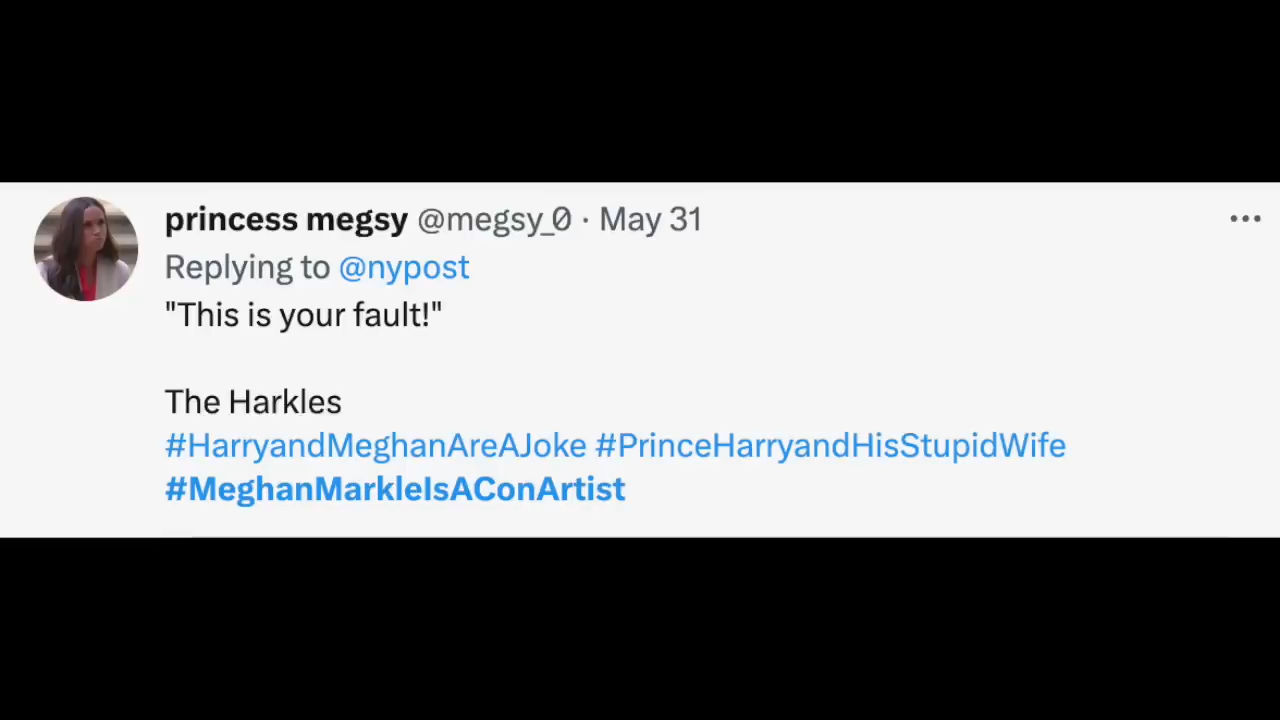 princess megsy @megsy_0 · May 31
Replying to @nypost
"This is your fault!"
The Harkles
#HarryandMeghanAreAJoke #PrinceHarryandHisStupidWife
#MeghanMarkleIsAConArtist